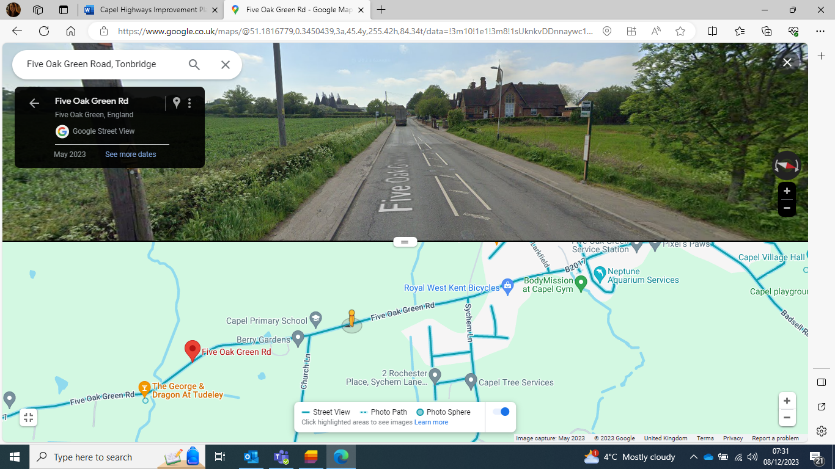 Capel Highways Improvement Pl
Five Oak Green Rd - Google Map
https://www.google.co.uk/maps/@51.1816779,0.3450439,3a,45.4y,255.42h,84.34t/data=!3m10!1e1!3m8!1sUknkvDDnnaywc1...
Five Oak Green Road, Tonbridge
Five Oak Green Rd
Five Oak Green, England
Google Street View
May 2023 See more dates
Five Oak G
Service Station
Pixel's Paws
Parkfield
B2017
Capel Village Hall
Neptune
Aquarium Services
Royal West Kent Bicycles
BodyMission
at Capel Gym
Capel playgrou
Badsell R
Capel Primary School
Five Oak Green Rd
Sychem Ln
Berry Gardens
Five Oak Green Rd
Church Ln
2 Rochester
Place, Sychem Lane...
Capel Tree Services
The George &
Dragon At Tudeley
Five Oak Green Rd
Street View Photo Path Photo Sphere
Click highlighted areas to see images Learn more
Google
Image capture: May 2023 © 2023 Google United Kingdom Terms Privacy Report a problem
Type here to search
4°C Mostly cloudy
07:31
08/12/2023
21